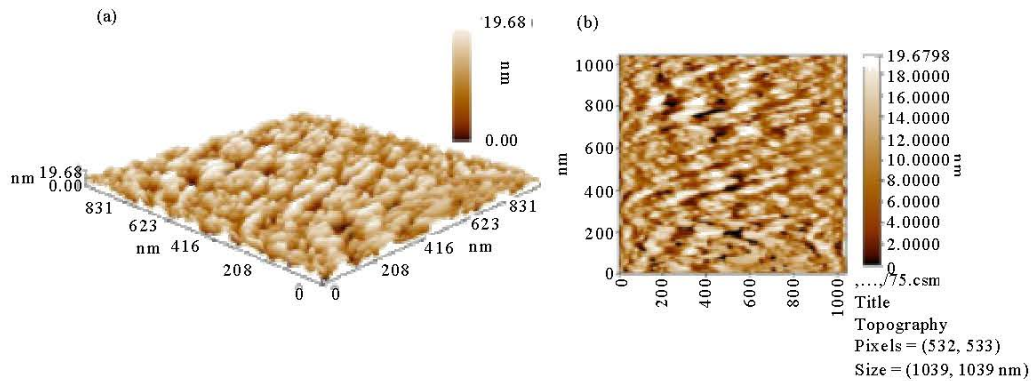 (a)
19.68
nm
0.00
nm 19.68
0.00
831
623
nm 416
208
0
0
208
416
nm
623
831
(b)
1000
800
600
400
200
0
nm
0
200
400
600
800
1000
19.6798
18.0000
16.0000
14.0000
12.0000
10.0000
8.0000
6.0000
4.0000
2.0000
0
nm
,…,/75.csm
Title
Topography
Pixels = (532, 533)
Size = (1039, 1039 nm)